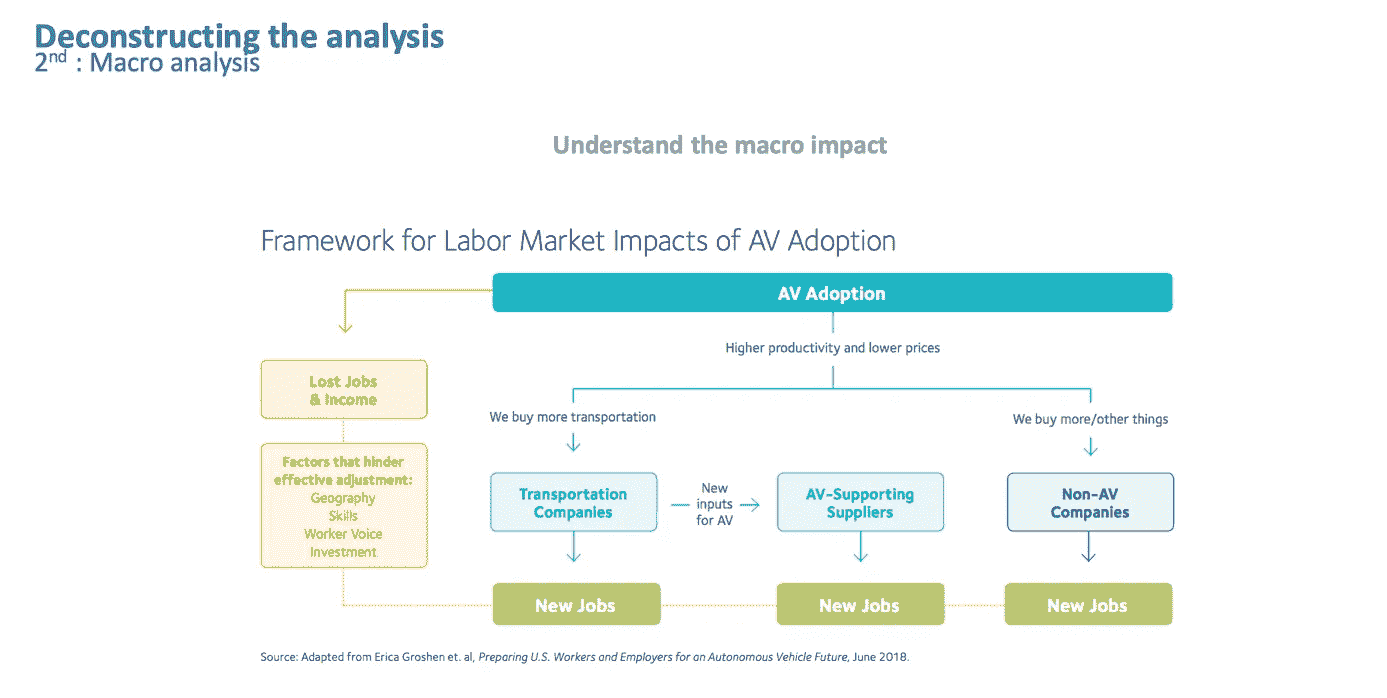 Deconstructing the analysis
2nd : Macro analysis
Understand the macro impact
Framework for Labor Market Impacts of AV Adoption
AV Adoption
Higher productivity and lower prices
Lost Jobs
& Income
We buy more transportation
We buy more/other things
Factors that hinder
effective adjustment:
Geography
Skills
Worker Voice
Investment
Transportation
Companies
New
inputs
for AV
AV-Supporting
Suppliers
Non-AV
Companies
New Jobs
New Jobs
New Jobs
Source: Adapted from Erica Groshen et. al, Preparing U.S. Workers and Employers for an Autonomous Vehicle Future, June 2018.